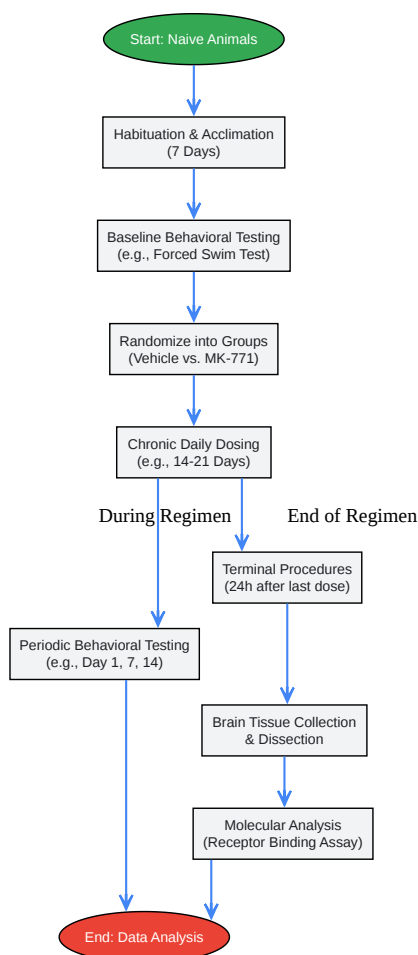 Start: Naive Animals
Habituation & Acclimation
(7 Days)
Baseline Behavioral Testing
(e.g., Forced Swim Test)
Randomize into Groups
(Vehicle vs. MK-771)
Chronic Daily Dosing
(e.g., 14-21 Days)
During Regimen
End of Regimen
Terminal Procedures
(24h after last dose)
Periodic Behavioral Testing
(e.g., Day 1, 7, 14)
Brain Tissue Collection
& Dissection
Molecular Analysis
(Receptor Binding Assay)
End: Data Analysis